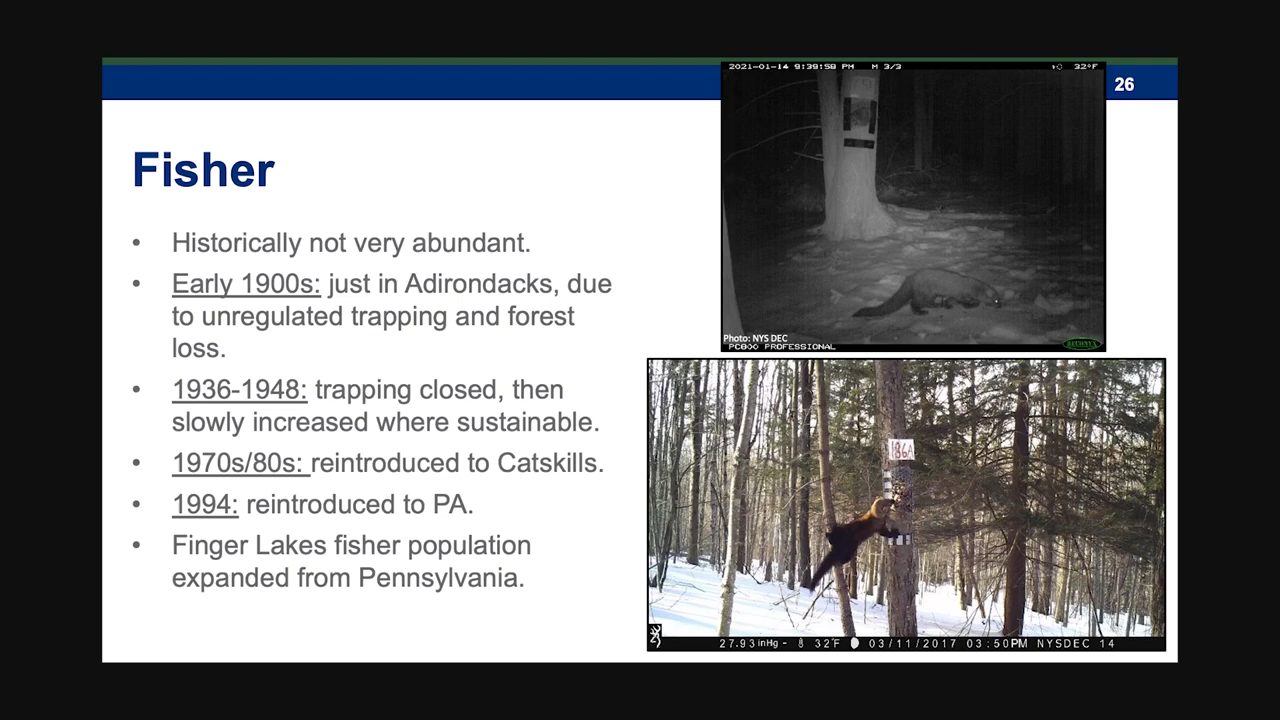 2021-01-14 9:39:58 PM M 3/3 32°F
26
Fisher
• Historically not very abundant.
• Early 1900s: just in Adirondacks, due
to unregulated trapping and forest
loss.
• 1936-1948: trapping closed, then
slowly increased where sustainable.
• 1970s/80s: reintroduced to Catskills.
• 1994: reintroduced to PA.
• Finger Lakes fisher population
expanded from Pennsylvania.
Photo: NYS DEC
PROFESSIONAL
RECONYX
186A
27.93inHg- 32°F 03/11/2017 03:50PM NYSDEC 14